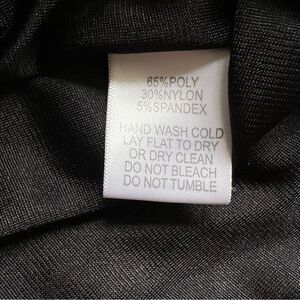 65%POLY
30%NYLON
5%SPANDEX
HAND WASH COLD
LAY FLAT TO DRY
OR DRY CLEAN
DO NOT BLEACH
DO NOT TUMBLE